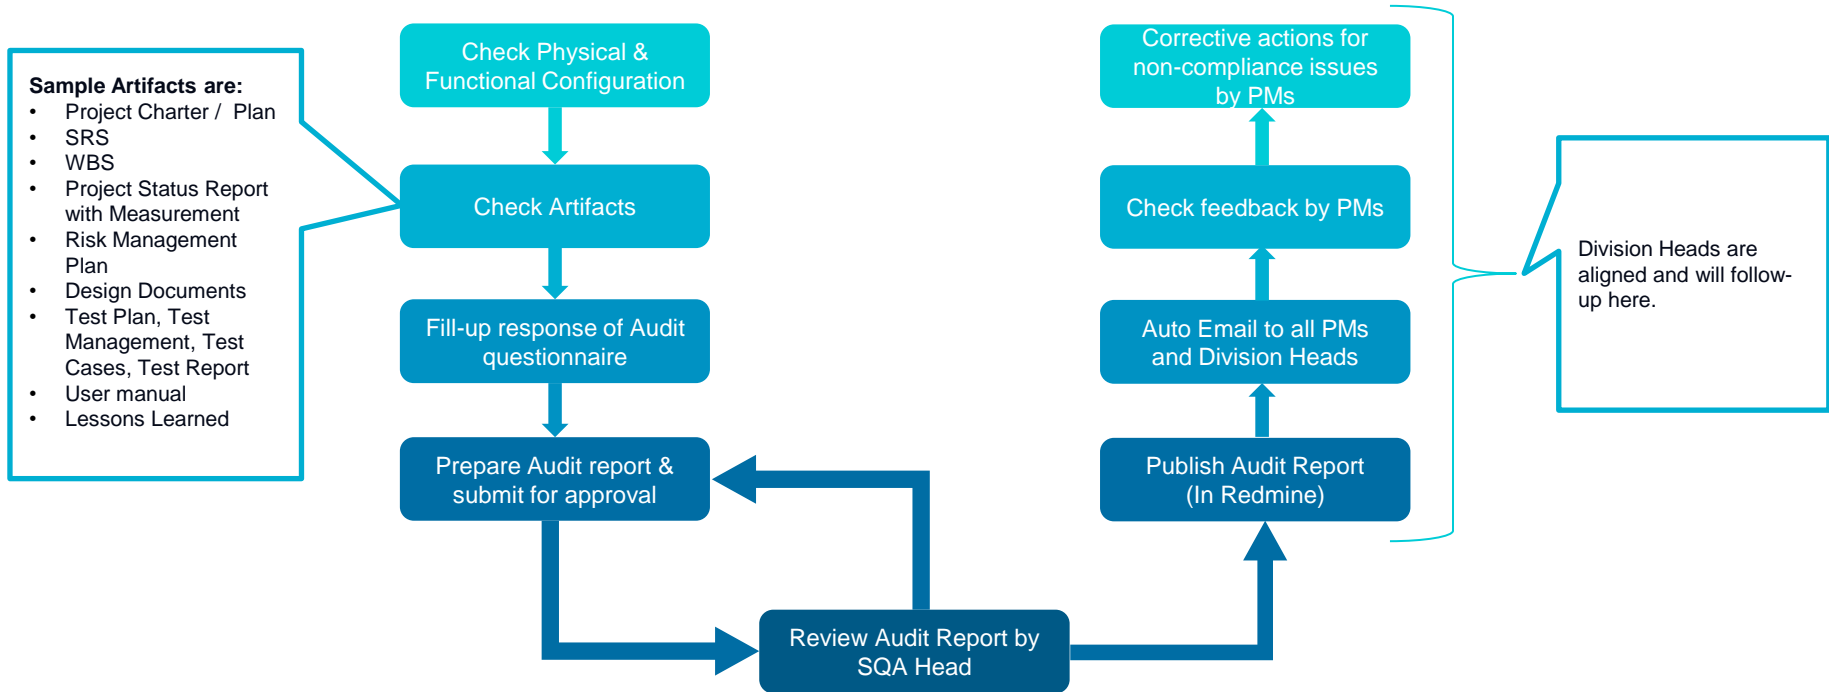 Sample Artifacts are:
• Project Charter / Plan
• SRS
• WBS
• Project Status Report
with Measurement
• Risk Management
Plan
• Design Documents
• Test Plan, Test
Management, Test
Cases, Test Report
• User manual
• Lessons Learned
Check Physical &
Functional Configuration
Check Artifacts
Fill-up response of Audit
questionnaire
Prepare Audit report &
submit for approval
Review Audit Report by
SQA Head
Publish Audit Report
(In Redmine)
Auto Email to all PMs
and Division Heads
Check feedback by PMs
Corrective actions for
non-compliance issues
by PMs
Division Heads are
aligned and will follow-
up here.